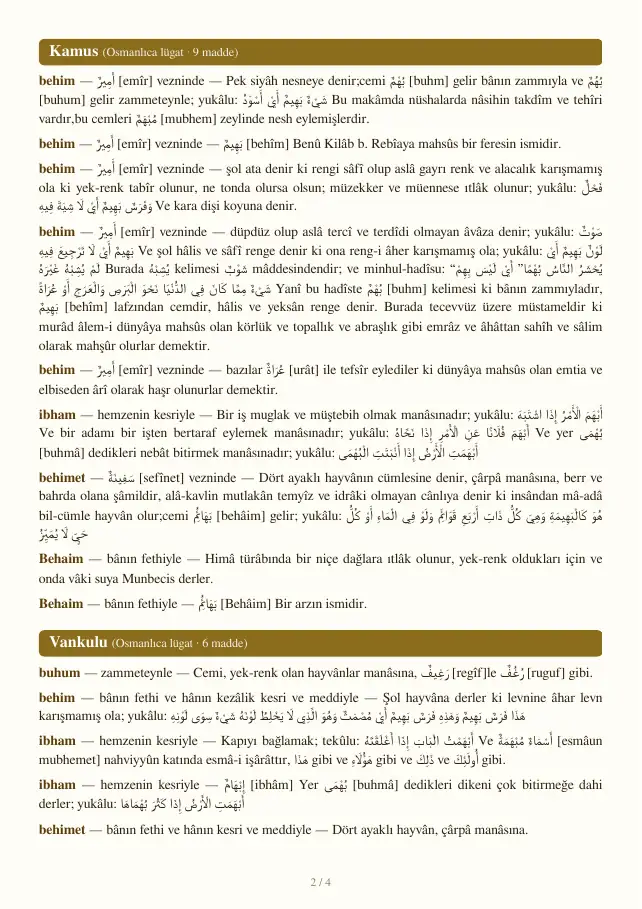 Kamus (Osmanlıca lügat · 9 madde)
behim — أَمِيرٌ [emîr] vezninde — Pek siyâh nesneye denir;cemi بُهْمٌ [buhm] gelir bânın zammıyla ve بُهُمٌ
[buhum] gelir zammeteynle; yukâlu: شَيْءٌ بَهِيمٌ أَيْ أَسْوَدُ Bu makâmda nüshalarda nâsihin takdîm ve tehîri
vardır,bu cemleri مُبْهَمٌ [mubhem] zeylinde nesh eylemişlerdir.
behim — أَمِيرٌ [emîr] vezninde — بَهِيمٌ [behîm] Benû Kilâb b. Rebîaya mahsûs bir feresin ismidir.
behim — أَمِيرٌ [emîr] vezninde — şol ata denir ki rengi sâfî olup aslâ gayrı renk ve alacalık karışmamış
ola ki yek-renk tabîr olunur, ne tonda olursa olsun; müzekker ve müennese ıtlâk olunur; yukâlu: فَحْلٌ
وَفَرَسٌ بَهِيمٌ أَيْ لَا شِيَةَ فِيهِ Ve kara dişi koyuna denir.
behim — أَمِيرٌ [emîr] vezninde — düpdüz olup aslâ tercî ve terdîdi olmayan âvâza denir; yukâlu: صَوْتٌ
بَهِيمٌ أَيْ لَا تَرْجِيعَ فِيهِ Ve şol hâlis ve sâfî renge denir ki ona reng-i âher karışmamış ola; yukâlu: لَوْنٌ بَهِيمٌ أَيْ
لَمْ يَشُبْهُ غَيْرُهُ Burada يَشُبْهُ kelimesi شَوْبٌ mâddesindendir; ve minhul-hadîsu: “يُحْشَرُ النَّاسُ بُهْمًا” أَيْ لَيْسَ بِهِمْ
شَيْءٌ مِمَّا كَانَ فِي الدُّنْيَا نَحْوَ الْبَرَصِ وَالْعَرَجِ أَوْ عُرَاةً Yanî bu hadîste بُهْمٌ [buhm] kelimesi ki bânın zammıyladır,
بَهِيمٌ [behîm] lafzından cemdir, hâlis ve yeksân renge denir. Burada tecevvüz üzere müstameldir ki
murâd âlem-i dünyâya mahsûs olan körlük ve topallık ve abraşlık gibi emrâz ve âhâttan sahîh ve sâlim
olarak mahşûr olurlar demektir.
behim — أَمِيرٌ [emîr] vezninde — bazılar عُرَاةٌ [urât] ile tefsîr eylediler ki dünyâya mahsûs olan emtia ve
elbiseden ârî olarak haşr olunurlar demektir.
ibham — hemzenin kesriyle — Bir iş muglak ve müştebih olmak manâsınadır; yukâlu: أَبْهَمَ الْأَمْرُ إِذَا اشْتَبَهَ
Ve bir adamı bir işten bertaraf eylemek manâsınadır; yukâlu: أَبْهَمَ فُلَانًا عَنِ الْأَمْرِ إِذَا نَحَّاهُ Ve yer بُهْمَى
[buhmâ] dedikleri nebât bitirmek manâsınadır; yukâlu: أَبْهَمَتِ الْأَرْضُ إِذَا أَنْبَتَتِ الْبُهْمَى
behimet — سَفِينَةٌ [sefînet] vezninde — Dört ayaklı hayvânın cümlesine denir, çârpâ manâsına, berr ve
bahrda olana şâmildir, alâ-kavlin mutlakân temyîz ve idrâki olmayan cânlıya denir ki insândan mâ-adâ
bil-cümle hayvân olur;cemi بَهَائِمُ [behâim] gelir; yukâlu: هُوَ كَالْبَهِيمَةِ وَهِيَ كُلُّ ذَاتِ أَرْبَعِ قَوَائِمَ وَلَوْ فِي الْمَاءِ أَوْ كُلُّ
حَيٍّ لَا يُمَيِّزُ
Behaim — bânın fethiyle — Himâ türâbında bir niçe dağlara ıtlâk olunur, yek-renk oldukları için ve
onda vâki suya Munbecis derler.
Behaim — bânın fethiyle — بَهَائِمُ [Behâim] Bir arzın ismidir.
Vankulu (Osmanlıca lügat · 6 madde)
buhum — zammeteynle — Cemi, yek-renk olan hayvânlar manâsına, رَغِيفٌ [regîf]le رُغُفٌ [ruguf] gibi.
behim — bânın fethi ve hânın kezâlik kesri ve meddiyle — Şol hayvâna derler ki levnine âhar levn
karışmamış ola; yukâlu: هَذَا فَرَسٌ بَهِيمٌ وَهَذِهِ فَرَسٌ بَهِيمٌ أَيْ مُصْمَتٌ وَهُوَ الَّذِي لَا يَخْلِطُ لَوْنَهُ شَيْءٌ سِوَى لَوْنِهِ
ibham — hemzenin kesriyle — Kapıyı bağlamak; tekûlu: أَبْهَمْتُ الْبَابَ إِذَا أَغْلَقْتَهُ Ve أَسْمَاءٌ مُبْهَمَةٌ [esmâun
mubhemet] nahviyyûn katında esmâ-i işârâttır, هَذَا gibi ve هَؤُلَاءِ gibi ve ذَلِكَ ve أُولَئِكَ gibi.
ibham — hemzenin kesriyle — إِبْهَامٌ [ibhâm] Yer بُهْمَى [buhmâ] dedikleri dikeni çok bitirmeğe dahi
derler; yukâlu: أَبْهَمَتِ الْأَرْضُ إِذَا كَثُرَ بُهْمَاهَا
behimet — bânın fethi ve hânın kesri ve meddiyle — Dört ayaklı hayvân, çârpâ manâsına.
2 / 4